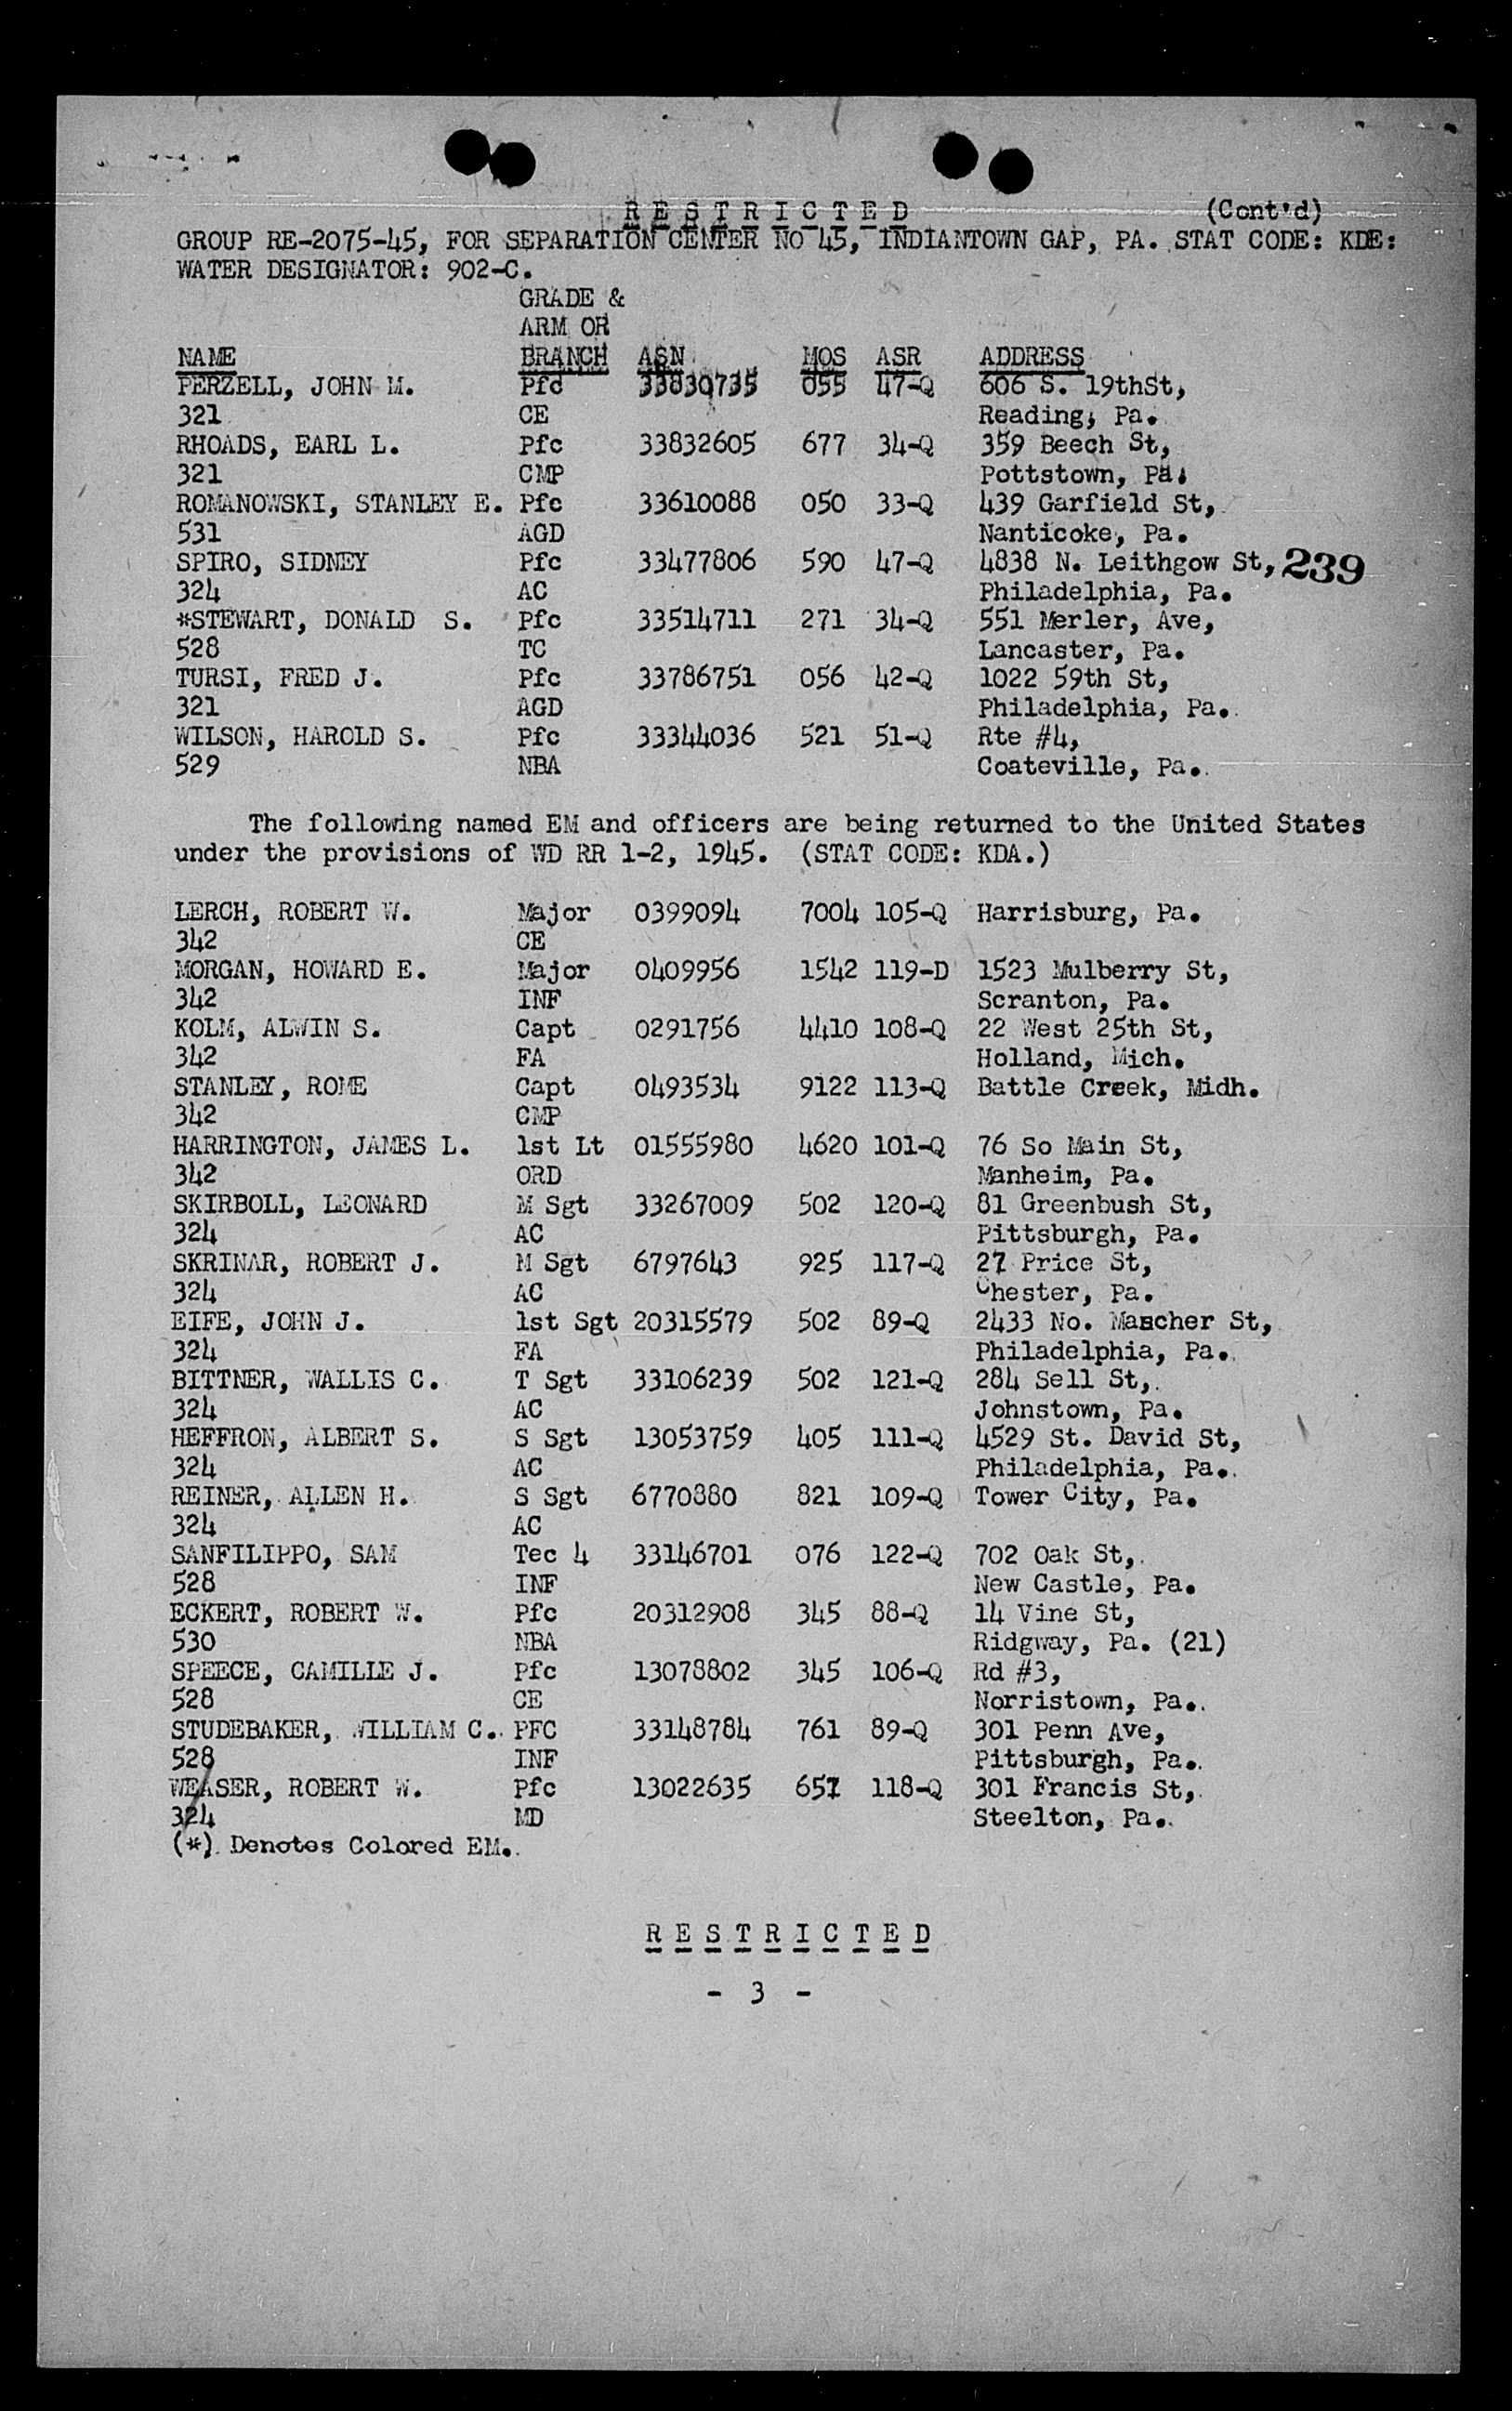 R E S T R I C T E D (Cont'd)
GROUP RE-2075-45, FOR SEPARATION CENTER NO 45, INDIANTOWN GAP, PA. STAT CODE: KDE:
WATER DESIGNATOR: 902-C.
GRADE &
ARM OR
NAME BRANCH ASN MOS ASR ADDRESS
PERZELL, JOHN M. Pfc 33830735 055 47-Q 606 S. 19thSt,
321 CE Reading, Pa.
RHOADS, EARL L. Pfc 33832605 677 34-Q 359 Beech St,
321 CMP Pottstown, Pa.
ROMANOWSKI, STANLEY E. Pfc 33610088 050 33-Q 439 Garfield St,
531 AGD Nanticoke, Pa.
SPIRO, SIDNEY Pfc 33477806 590 47-Q 4838 N. Leithgow St, 239
324 AC Philadelphia, Pa.
*STEWART, DONALD S. Pfc 33514711 271 34-Q 551 Merler, Ave,
528 TC Lancaster, Pa.
TURSI, FRED J. Pfc 33786751 056 42-Q 1022 59th St,
321 AGD Philadelphia, Pa.
WILSON, HAROLD S. Pfc 33344036 521 51-Q Rte #4,
529 NBA Coateville, Pa.
The following named EM and officers are being returned to the United States
under the provisions of WD RR 1-2, 1945. (STAT CODE: KDA.)
LERCH, ROBERT W. Major 0399094 7004 105-Q Harrisburg, Pa.
342 CE
MORGAN, HOWARD E. Major 0409956 1542 119-D 1523 Mulberry St,
342 INF Scranton, Pa.
KOLM, ALWIN S. Capt 0291756 4410 108-Q 22 West 25th St,
342 FA Holland, Mich.
STANLEY, ROME Capt 0493534 9122 113-Q Battle Creek, Midh.
342 CMP
HARRINGTON, JAMES L. 1st Lt 01555980 4620 101-Q 76 So Main St,
342 ORD Manheim, Pa.
SKIRBOLL, LEONARD M Sgt 33267009 502 120-Q 81 Greenbush St,
324 AC Pittsburgh, Pa.
SKRINAR, ROBERT J. M Sgt 6797643 925 117-Q 27 Price St,
324 AC Chester, Pa.
EIFE, JOHN J. 1st Sgt 20315579 502 89-Q 2433 No. Mascher St,
324 FA Philadelphia, Pa.
BITTNER, WALLIS C. T Sgt 33106239 502 121-Q 284 Sell St,
324 AC Johnstown, Pa.
HEFFRON, ALBERT S. S Sgt 13053759 405 111-Q 4529 St. David St,
324 AC Philadelphia, Pa.
REINER, ALLEN H. S Sgt 6770880 821 109-Q Tower City, Pa.
324 AC
SANFILIPPO, SAM Tec 4 33146701 076 122-Q 702 Oak St,
528 INF New Castle, Pa.
ECKERT, ROBERT W. Pfc 20312908 345 88-Q 14 Vine St,
530 NBA Ridgway, Pa. (21)
SPEECE, CAMILLE J. Pfc 13078802 345 106-Q Rd #3,
528 CE Norristown, Pa.
STUDEBAKER, WILLIAM C. PFC 33148784 761 89-Q 301 Penn Ave,
528 INF Pittsburgh, Pa.
WEASER, ROBERT W. Pfc 13022635 657 118-Q 301 Francis St,
324 MD Steelton, Pa.
(*) Denotes Colored EM.
R E S T R I C T E D
- 3 -